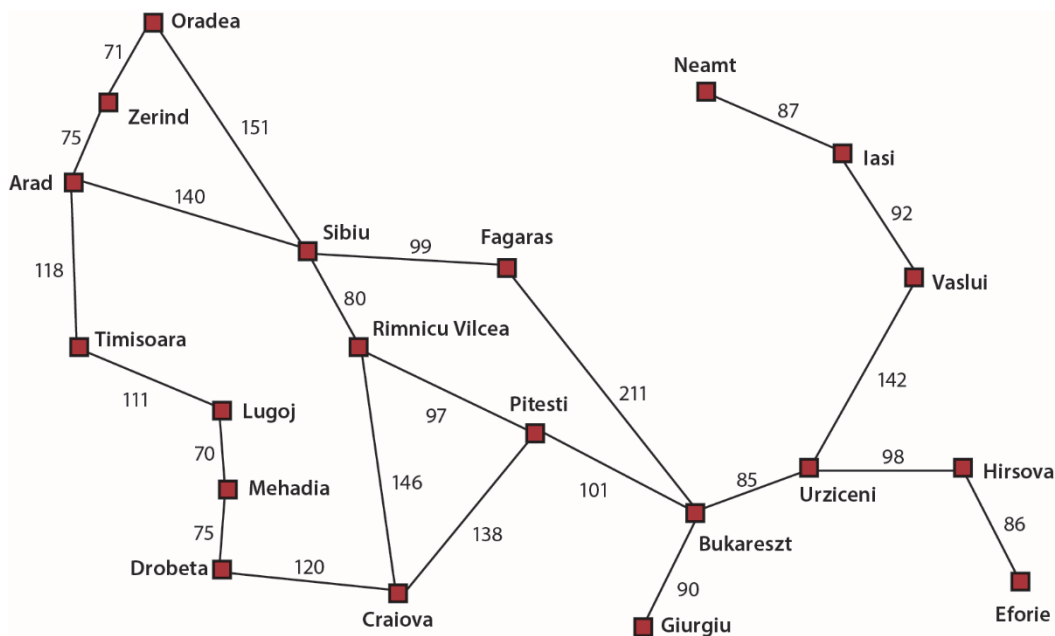 Oradea
71
Neamt
Zerind
87
151
75
Iasi
Arad
140
92
Sibiu
99
Fagaras
118
Vaslui
80
Rimnicu Vilcea
Timisoara
142
111
211
Lugoj
97
Pitesti
70
98
Hirsova
85
Urziceni
Mehadia
146
101
86
75
138
Bukareszt
Drobeta
120
90
Craiova
Giurgiu
Eforie